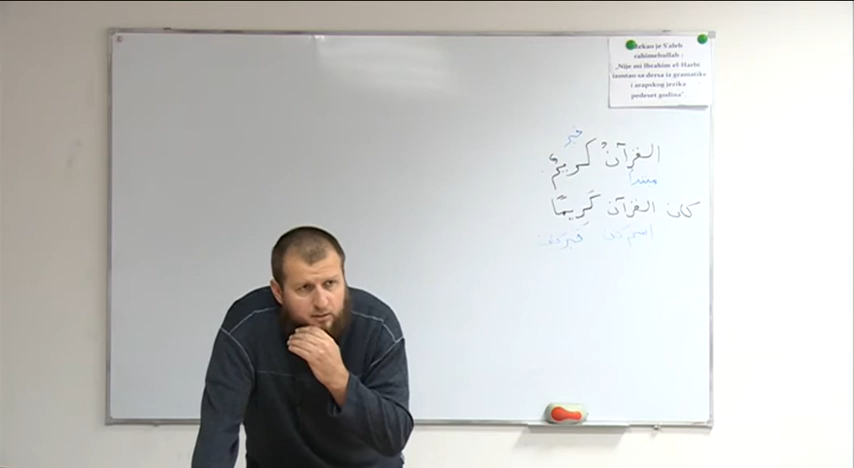 Rekao je S'aleb
rahimehullah :
„Nije mi Ibrahim el-Harbi
izostao sa dersa iz gramatike
i arapskog jezika
pedeset godina".
خبر
القرآنُ كريمٌ
مبتدأ
كان القرآن كَرِيمًا
اسم كان خبر كان